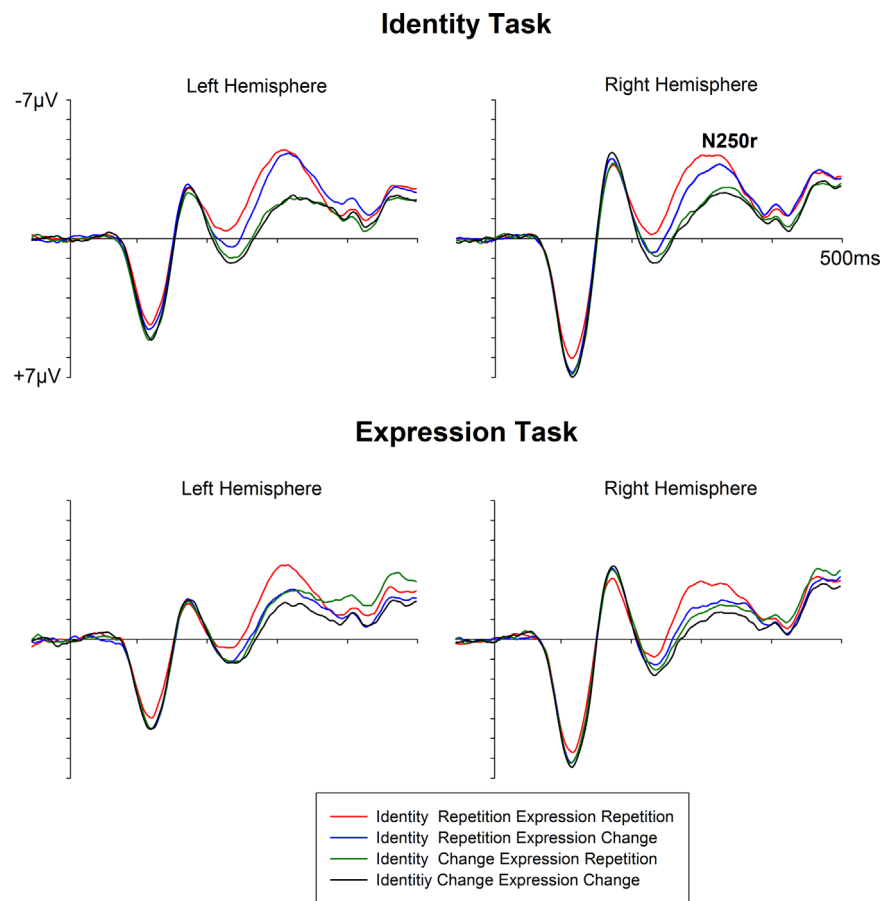 Identity Task
Left Hemisphere
Right Hemisphere
-7µV
N250r
500ms
+7µV
Expression Task
Left Hemisphere
Right Hemisphere
Identity Repetition Expression Repetition
Identity Repetition Expression Change
Identity Change Expression Repetition
Identitiy Change Expression Change